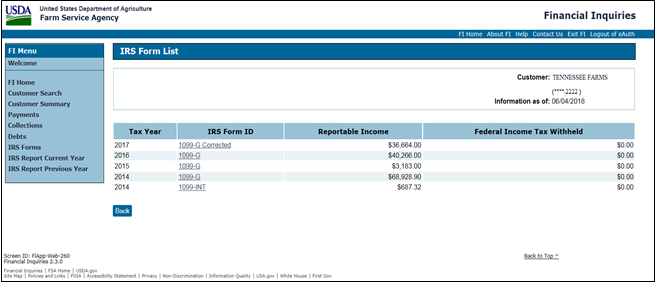 USDA
United States Department of Agriculture
Farm Service Agency
Financial Inquiries
FI Home About FI Help Contact Us Exit FI Logout of eAuth
FI Menu
Welcome
FI Home
Customer Search
Customer Summary
Payments
Collections
Debts
IRS Forms
IRS Report Current Year
IRS Report Previous Year
IRS Form List
Customer: TENNESSEE FARMS
(****-2222 )
Information as of: 06/04/2018
Tax Year IRS Form ID Reportable Income Federal Income Tax Withheld
2017 1099-G Corrected $36,664.00 $0.00
2016 1099-G $40,266.00 $0.00
2015 1099-G $3,183.00 $0.00
2014 1099-G $68,928.90 $0.00
2014 1099-INT $687.32 $0.00
Back
Screen ID: FIApp-Web-260
Back to Top ^
Financial Inquiries 2.3.0
Financial Inquiries | FSA Home | USDA.gov
Site Map | Policies and Links | FOIA | Accessibility Statement | Privacy | Non-Discrimination | Information Quality | USA.gov | White House | First Gov